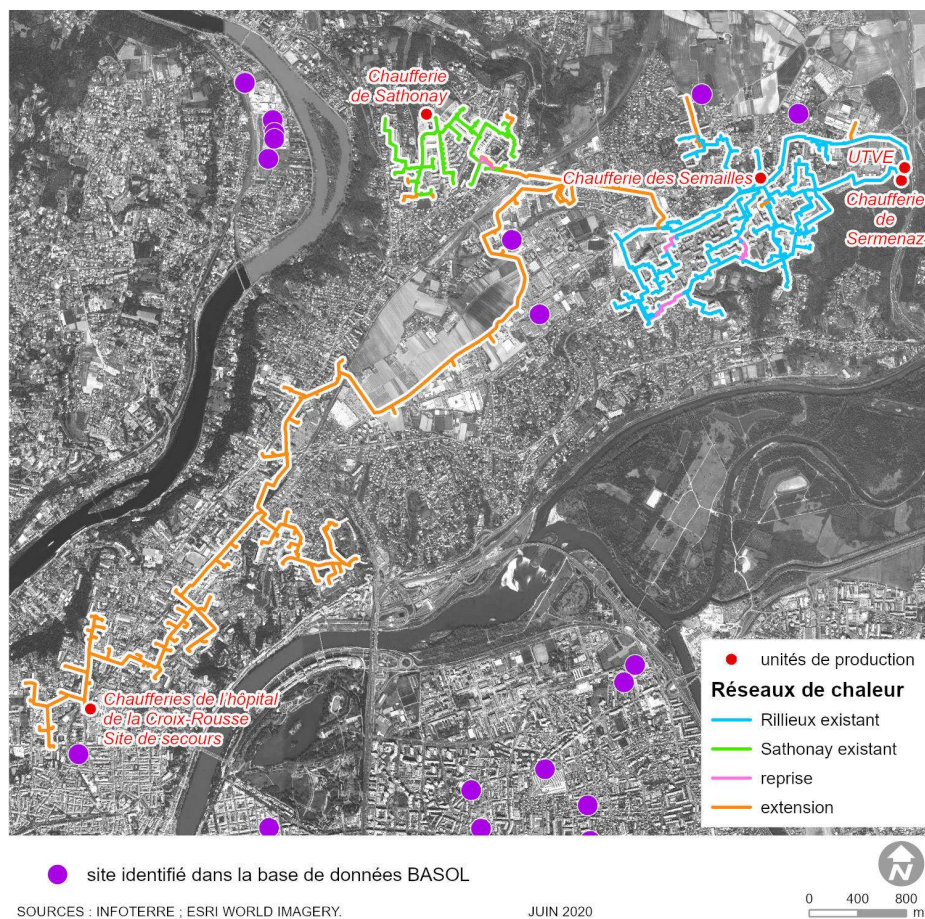 Chaufferie
de Sathonay
Chaufferie des Semailles
UTVE
Chaufferie
de
Sermenaz
Chaufferies de l'hôpital
de la Croix-Rousse
Site de secours
unités de production
Réseaux de chaleur
Rillieux existant
Sathonay existant
reprise
extension
site identifié dans la base de données BASOL
SOURCES : INFOTERRE ; ESRI WORLD IMAGERY.
JUIN 2020
N
0 400 800
m